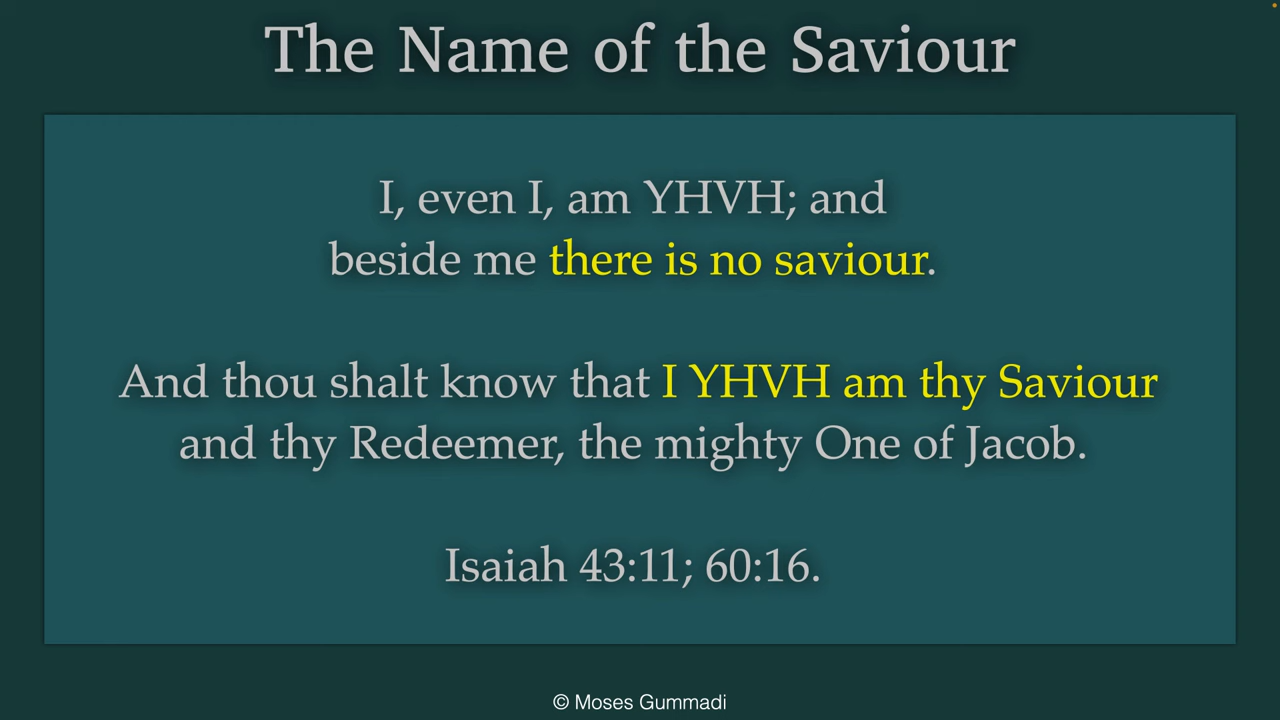 The Name of the Saviour
I, even I, am YHVH; and
beside me there is no saviour.
And thou shalt know that I YHVH am thy Saviour
and thy Redeemer, the mighty One of Jacob.
Isaiah 43:11; 60:16.
© Moses Gummadi